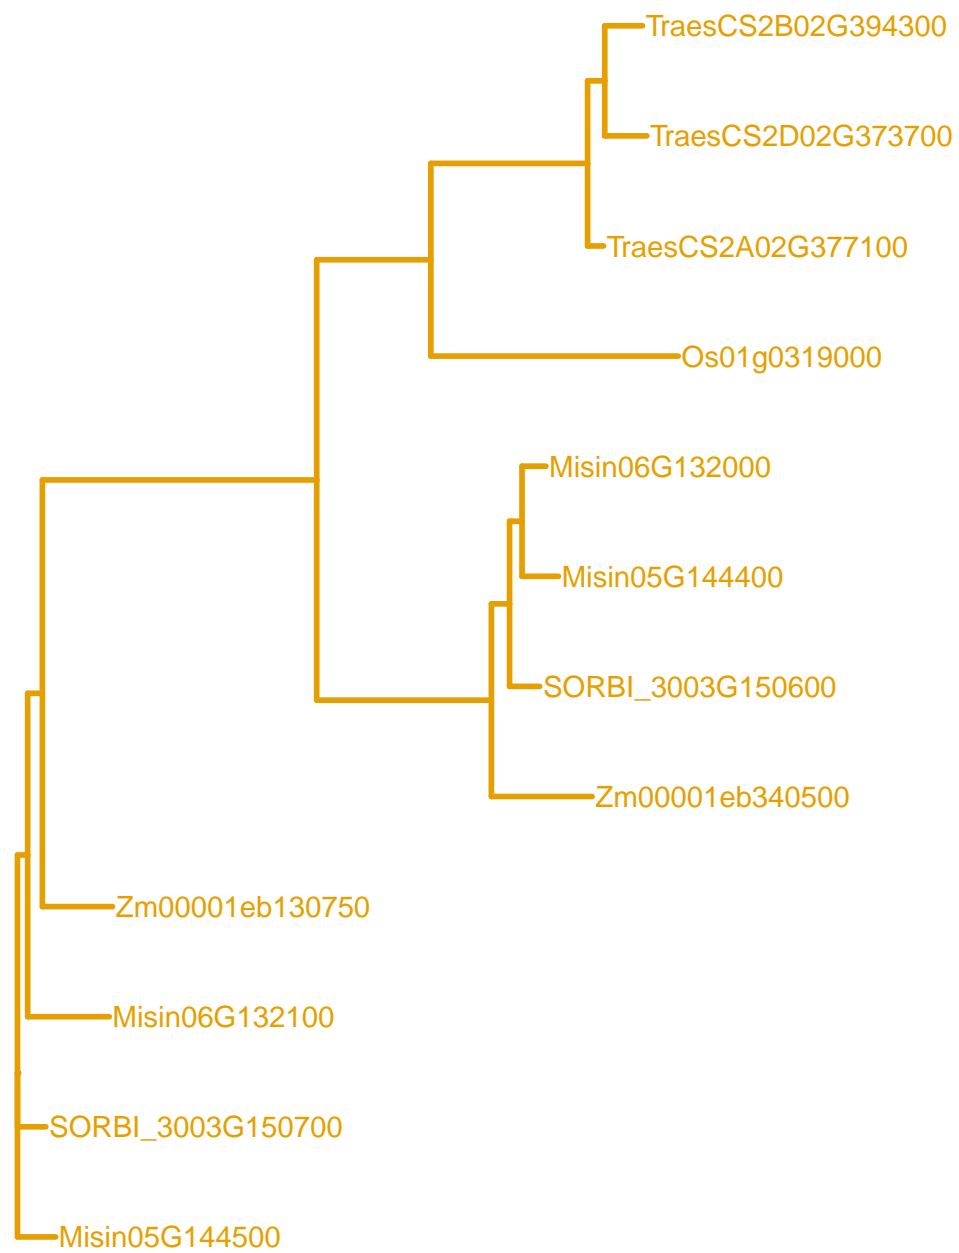 TraesCS2B02G394300
TraesCS2D02G373700
TraesCS2A02G377100
Os01g0319000
Misin06G132000
Misin05G144400
SORBI_3003G150600
Zm00001eb340500
Zm00001eb130750
Misin06G132100
SORBI_3003G150700
Misin05G144500